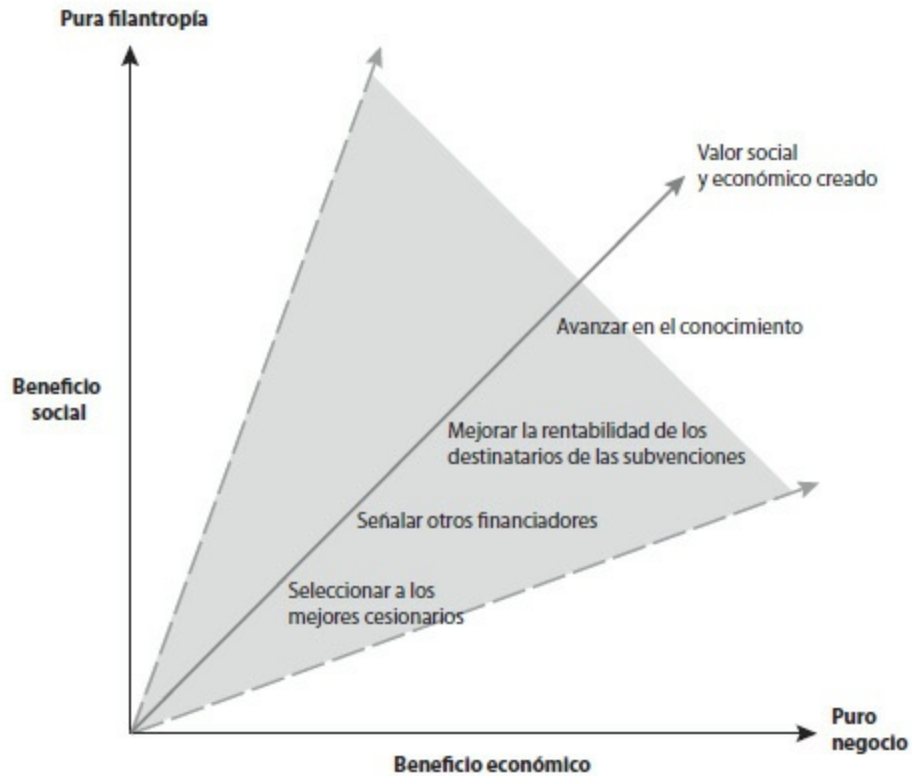 Pura filantropía
Valor social
y económico creado
Avanzar en el conocimiento
Beneficio
social
Mejorar la rentabilidad de los
destinatarios de las subvenciones
Señalar otros financiadores
Seleccionar a los
mejores cesionarios
Puro
negocio
Beneficio económico